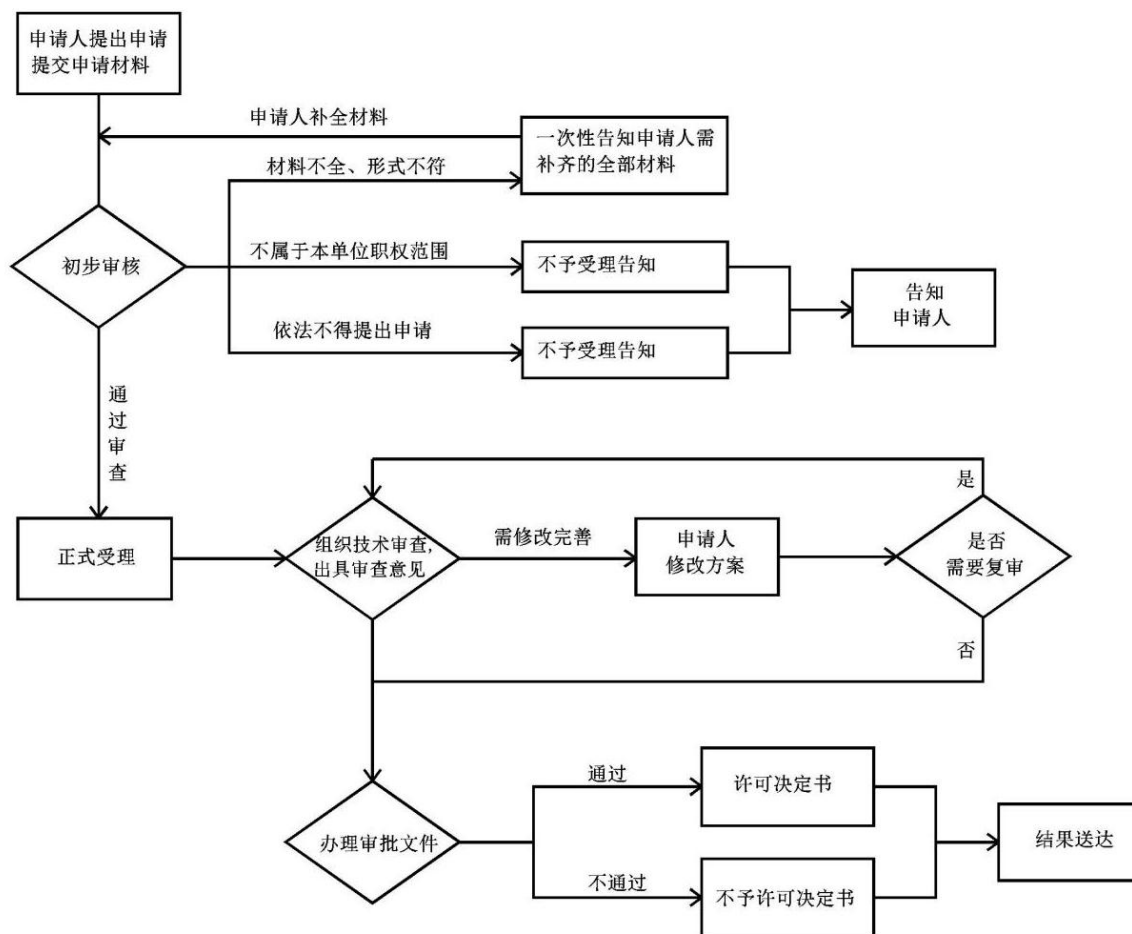 申请人提出申请
提交申请材料
申请人补全材料
一次性告知申请人需
补齐的全部材料
材料不全、形式不符
初步审核
不属于本单位职权范围
不予受理告知
告知
申请人
依法不得提出申请
不予受理告知
通过审查
正式受理
组织技术审查,
出具审查意见
需修改完善
申请人
修改方案
是否
需要复审
是
否
办理审批文件
通过
许可决定书
不通过
不予许可决定书
结果送达